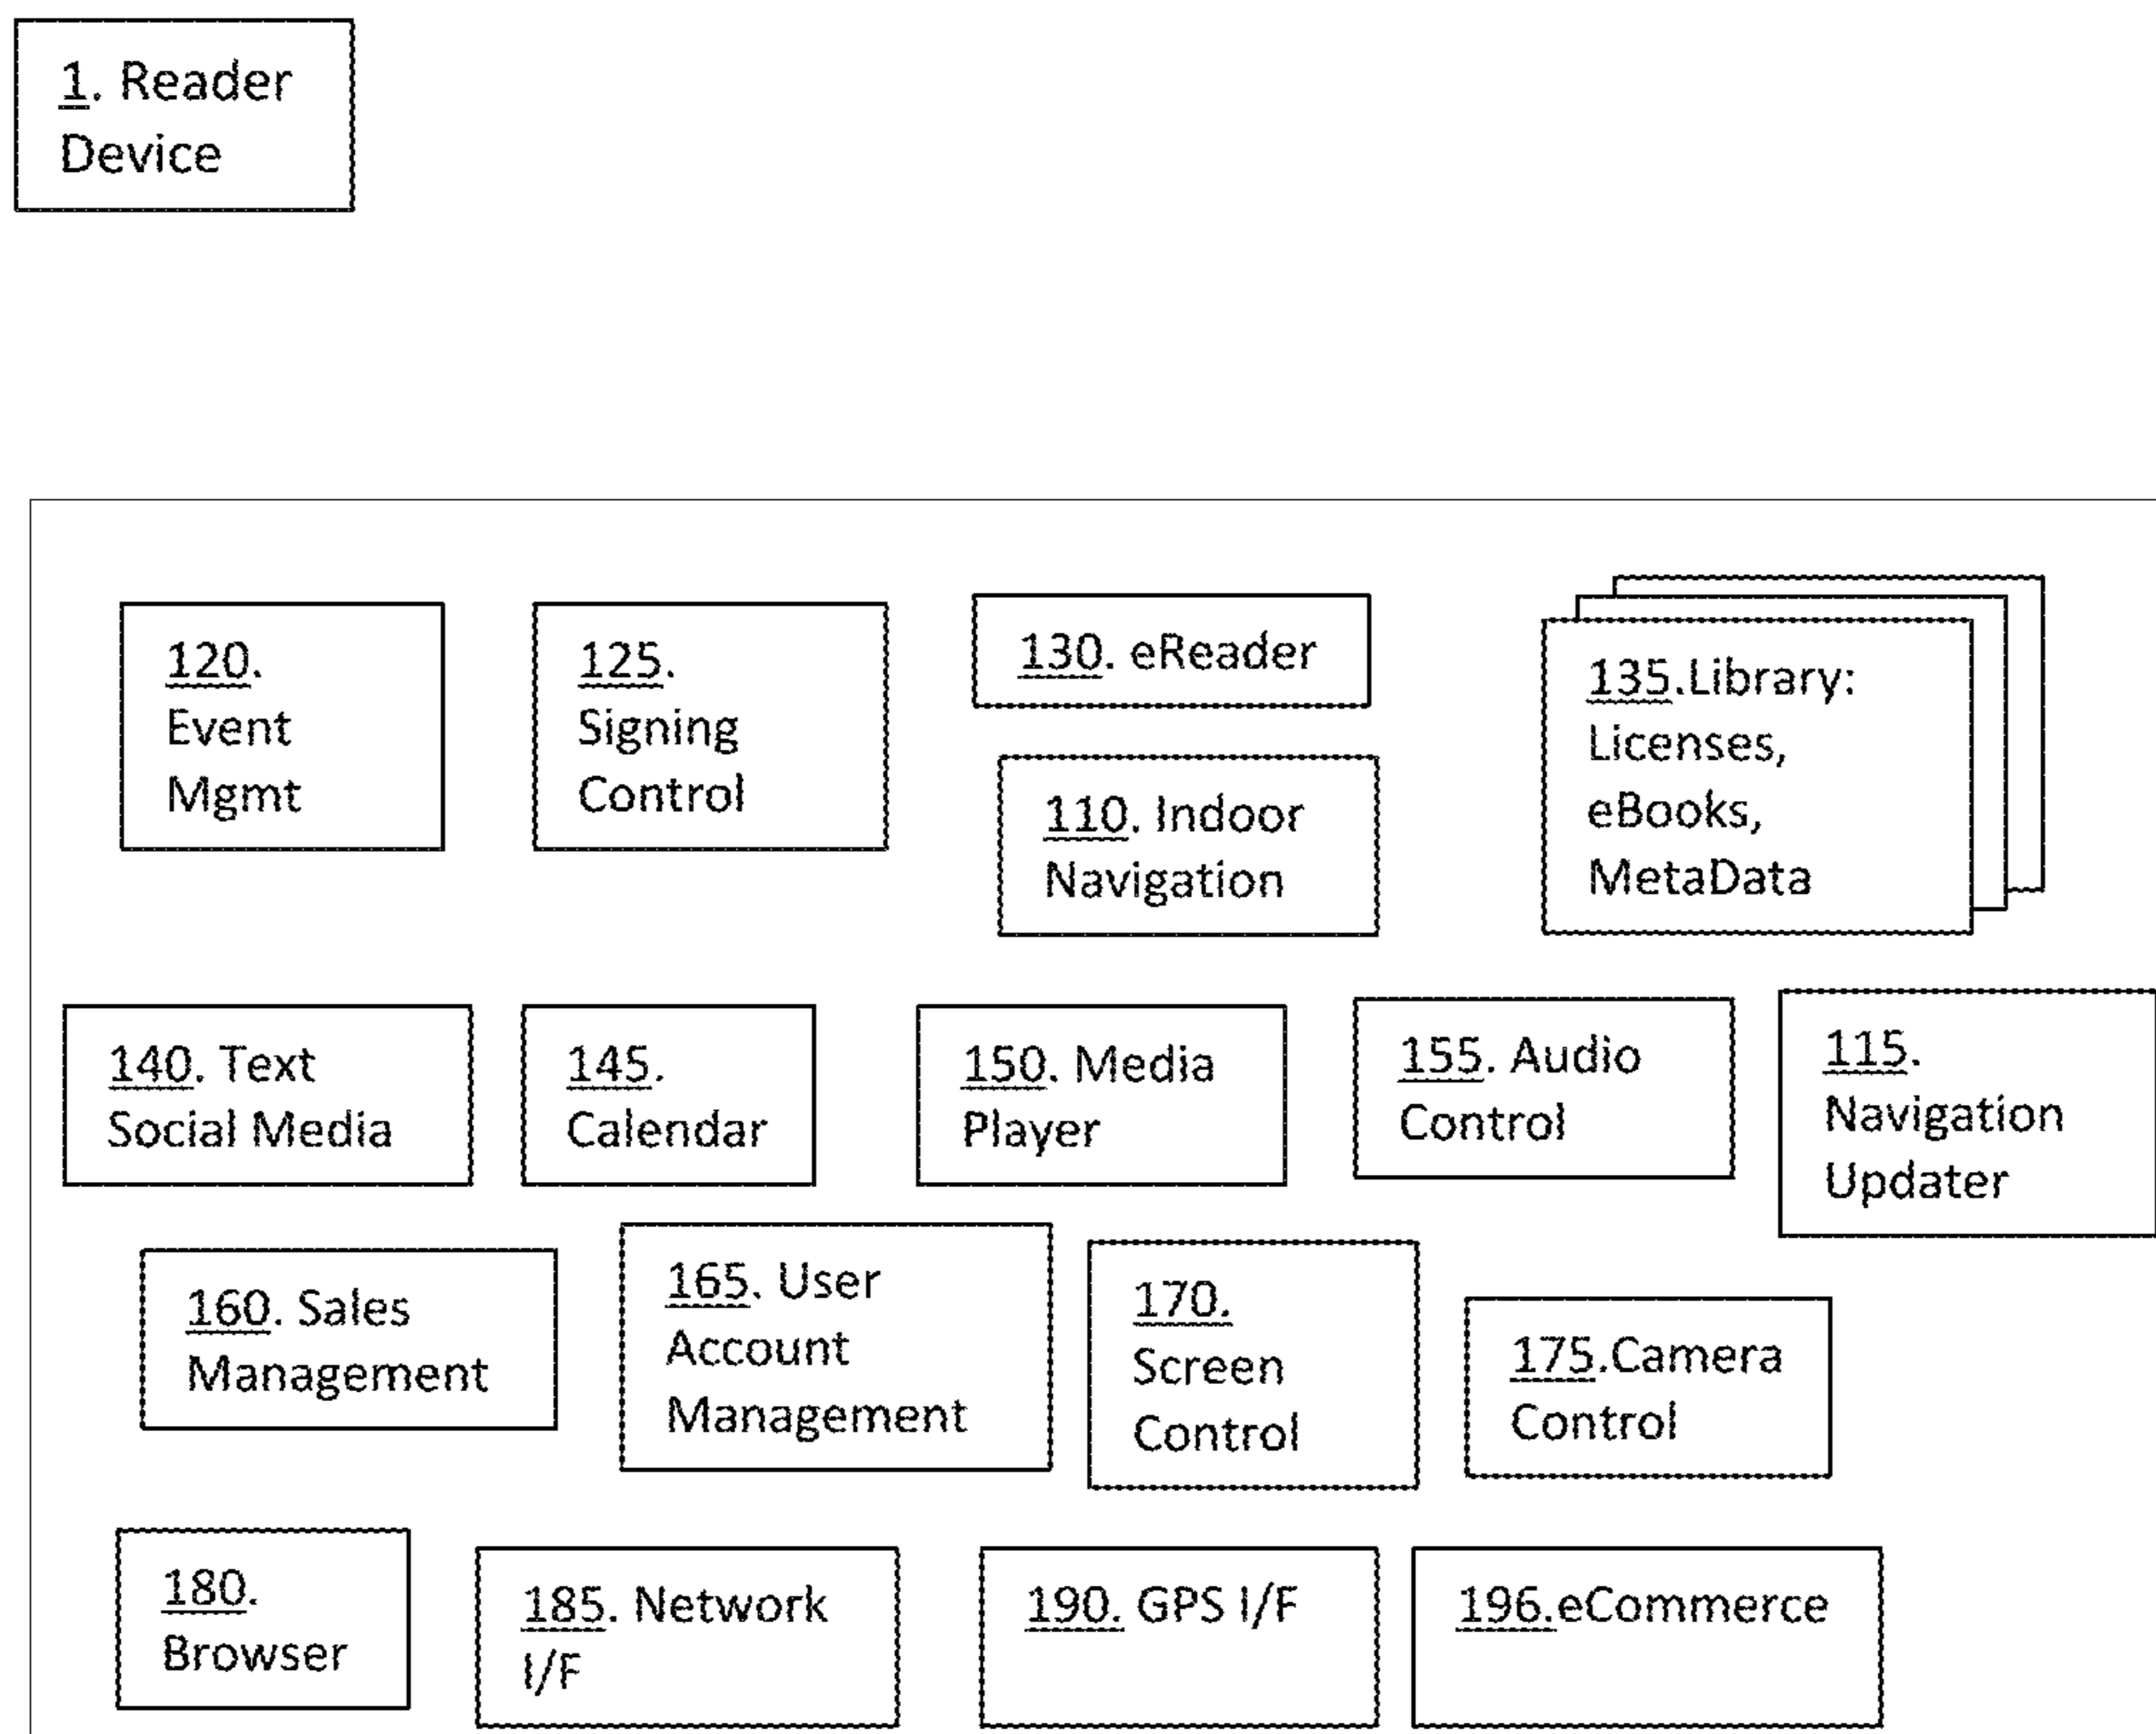 1. Reader
Device
120.
Event
Mgmt
125.
Signing
Control
130. eReader
110. Indoor
Navigation
135.Library:
Licenses,
eBooks,
MetaData
140. Text
Social Media
145.
Calendar
150. Media
Player
155. Audio
Control
115.
Navigation
Updater
160. Sales
Management
165. User
Account
Management
170.
Screen
Control
175.Camera
Control
180.
Browser
185. Network
I/F
190. GPS I/F
196.eCommerce